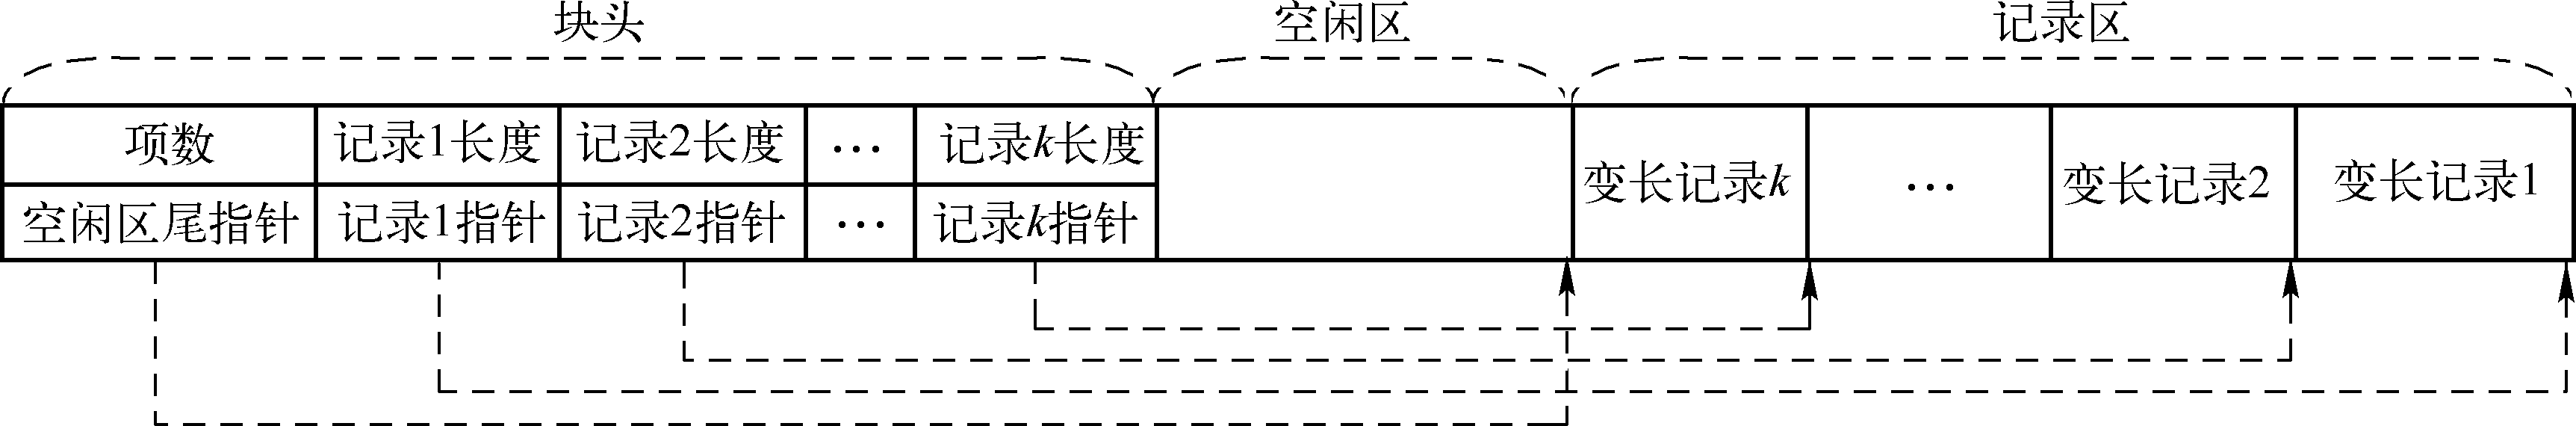 块头 空闲区 记录区
项数 记录1长度 记录2长度 … 记录k长度
变长记录k … 变长记录2 变长记录1
空闲区尾指针 记录1指针 记录2指针 … 记录k指针